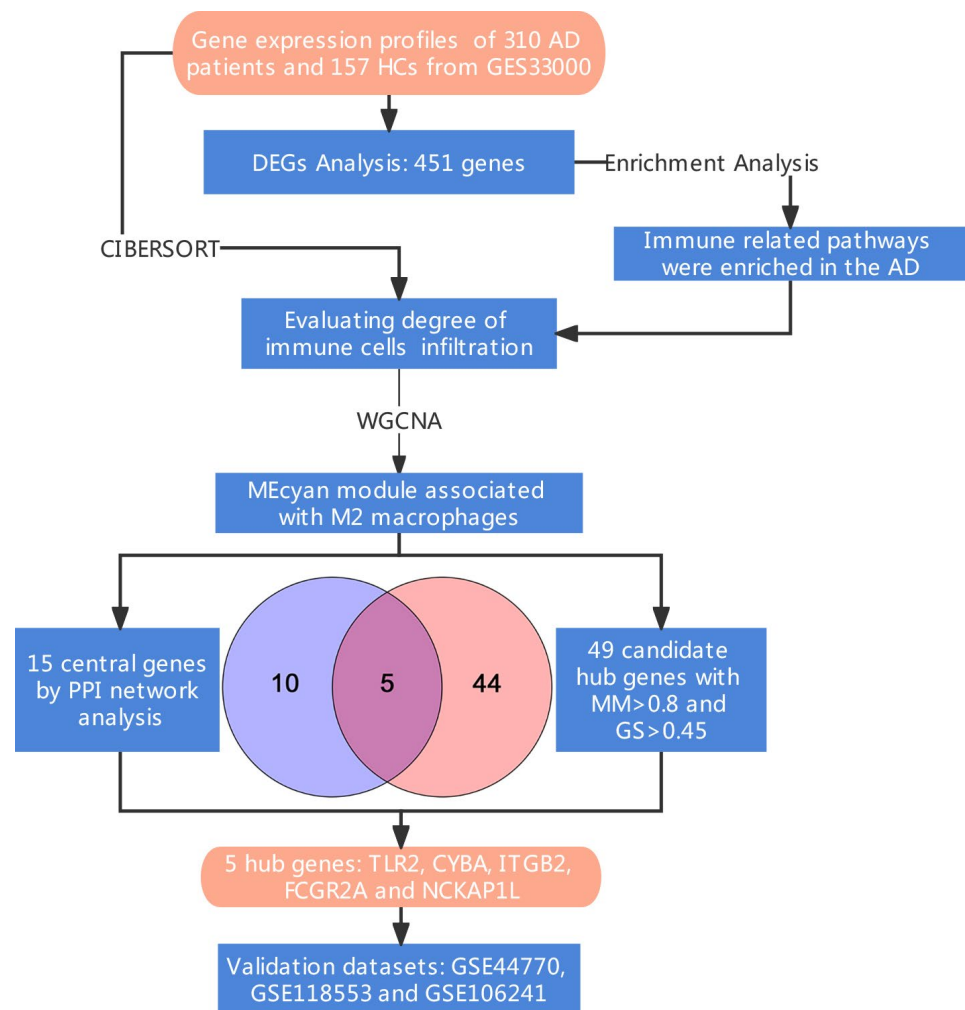 Gene expression profiles of 310 AD
patients and 157 HCs from GES33000
DEGs Analysis: 451 genes
Enrichment Analysis
CIBERSORT
Immune related pathways
were enriched in the AD
Evaluating degree of
immune cells infiltration
WGCNA
MEcyan module associated
with M2 macrophages
15 central genes
by PPI network
analysis
10
5
44
49 candidate
hub genes with
MM>0.8 and
GS>0.45
5 hub genes: TLR2, CYBA, ITGB2,
FCGR2A and NCKAP1L
Validation datasets: GSE44770,
GSE118553 and GSE106241